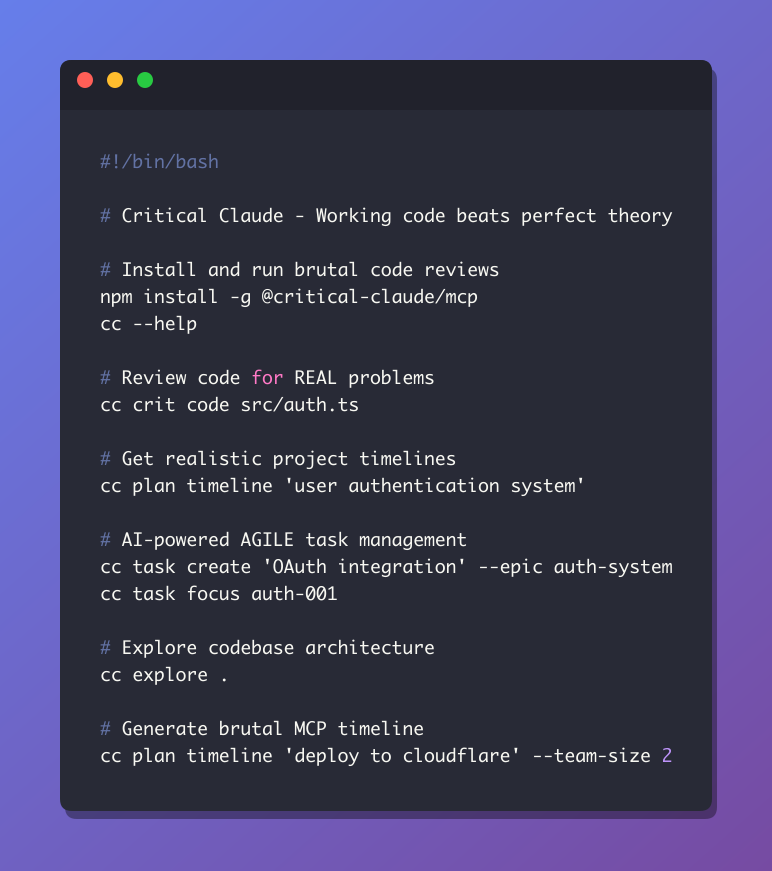 #!/bin/bash
# Critical Claude - Working code beats perfect theory
# Install and run brutal code reviews
npm install -g @critical-claude/mcp
cc --help
# Review code for REAL problems
cc crit code src/auth.ts
# Get realistic project timelines
cc plan timeline 'user authentication system'
# AI-powered AGILE task management
cc task create 'OAuth integration' --epic auth-system
cc task focus auth-001
# Explore codebase architecture
cc explore .
# Generate brutal MCP timeline
cc plan timeline 'deploy to cloudflare' --team-size 2